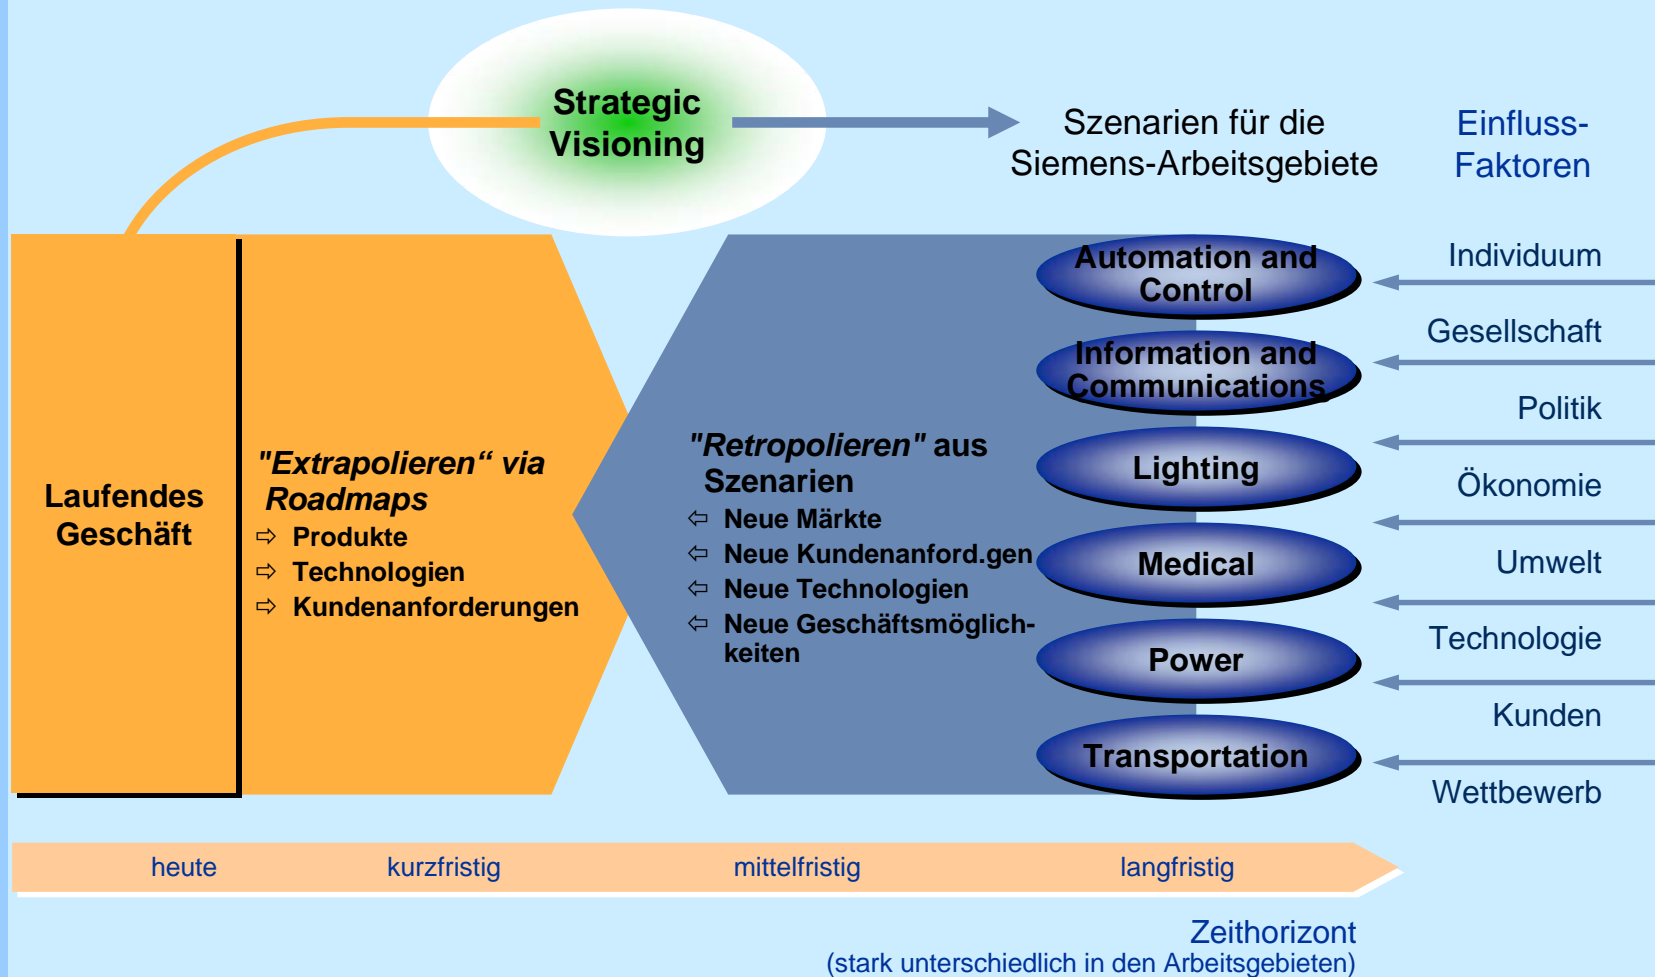 Strategic
Visioning
Szenarien für die
Siemens-Arbeitsgebiete
Einfluss-
Faktoren
Laufendes
Geschäft
"Extrapolieren“ via
Roadmaps
⇨ Produkte
⇨ Technologien
⇨ Kundenanforderungen
"Retropolieren" aus
Szenarien
⇦ Neue Märkte
⇦ Neue Kundenanford.gen
⇦ Neue Technologien
⇦ Neue Geschäftsmöglich-
keiten
Automation and
Control
Information and
Communications
Lighting
Medical
Power
Transportation
Individuum
Gesellschaft
Politik
Ökonomie
Umwelt
Technologie
Kunden
Wettbewerb
heute kurzfristig mittelfristig langfristig
Zeithorizont
(stark unterschiedlich in den Arbeitsgebieten)